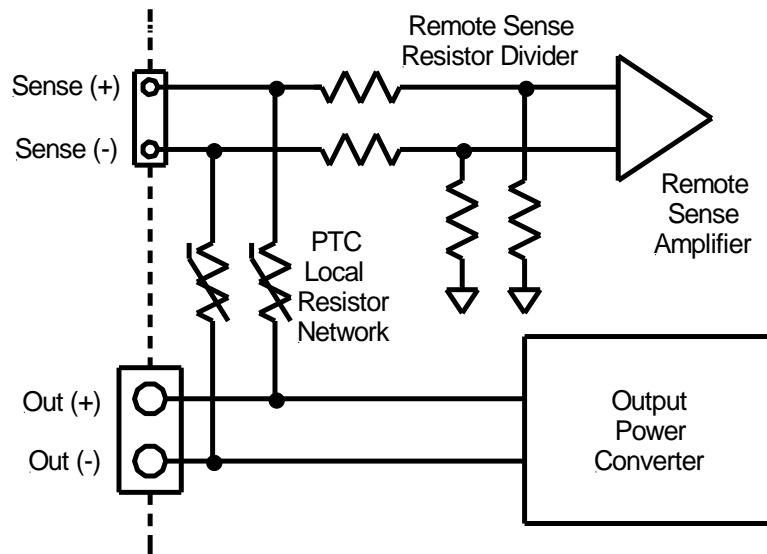 Remote Sense
Resistor Divider
Sense (+)
Sense (-)
Remote
Sense
Amplifier
PTC
Local
Resistor
Network
Out (+)
Out (-)
Output
Power
Converter